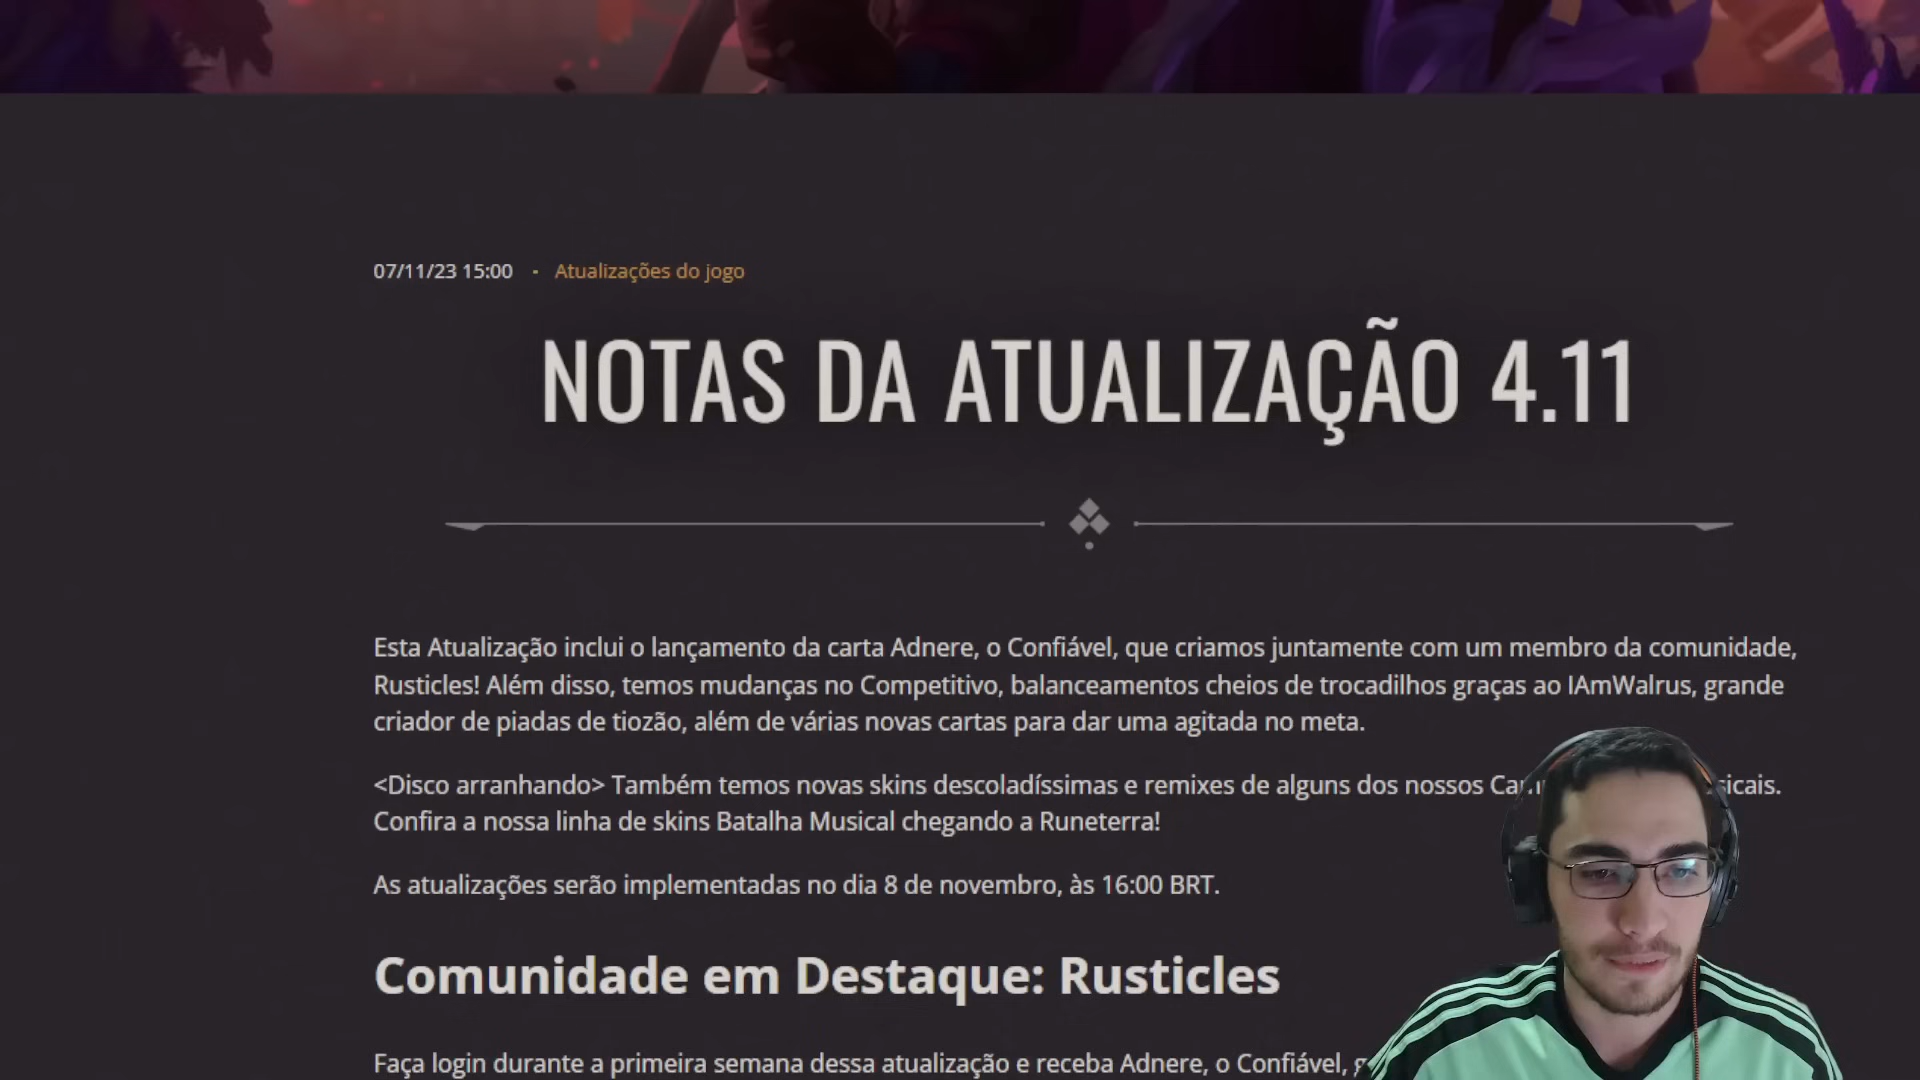 07/11/23 15:00 · Atualizações do jogo
NOTAS DA ATUALIZAÇÃO 4.11
Esta Atualização inclui o lançamento da carta Adnere, o Confiável, que criamos juntamente com um membro da comunidade,
Rusticles! Além disso, temos mudanças no Competitivo, balanceamentos cheios de trocadilhos graças ao IAmWalrus, grande
criador de piadas de tiozão, além de várias novas cartas para dar uma agitada no meta.
<Disco arranhando> Também temos novas skins descoladíssimas e remixes de alguns dos nossos
Confira a nossa linha de skins Batalha Musical chegando a Runeterra!
As atualizações serão implementadas no dia 8 de novembro, às 16:00 BRT.
Comunidade em Destaque: Rusticles
Faça login durante a primeira semana dessa atualização e receba Adnere, o Confiável,